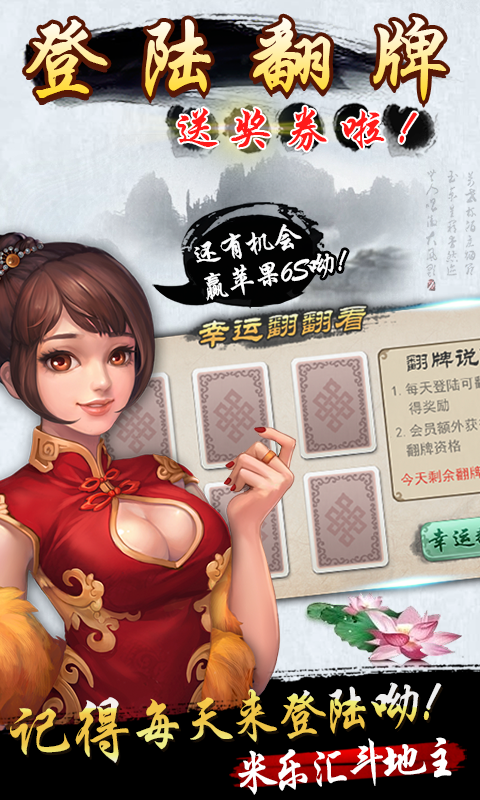 登陆翻牌
送奖券啦!
还有机会
赢苹果6S呦!
幸运翻翻看
翻牌说
1. 每天登陆可翻
得奖励
2. 会员额外获
翻牌资格
今天剩余翻牌
幸运
记得每天来登陆呦!
米乐汇斗地主